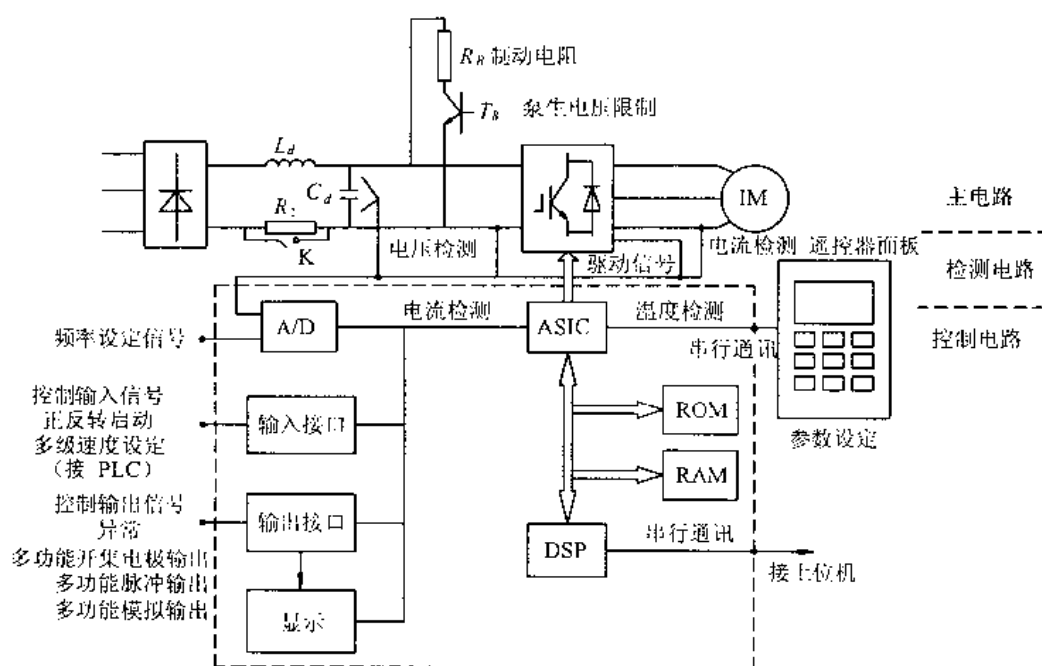 R_B 制动电阻
T_B 泵生电压限制
L_d
C_d
K
IM
主电路
电压检测
驱动信号
电流检测
遥控器面板
检测电路
A/D
电流检测
ASIC
温度检测
控制电路
频率设定信号
串行通讯
控制输入信号
正反转启动
多级速度设定
（接 PLC）
输入接口
ROM
参数设定
RAM
控制输出信号
异常
输出接口
DSP
串行通讯
接上位机
多功能开集电极输出
多功能脉冲输出
多功能模拟输出
显示